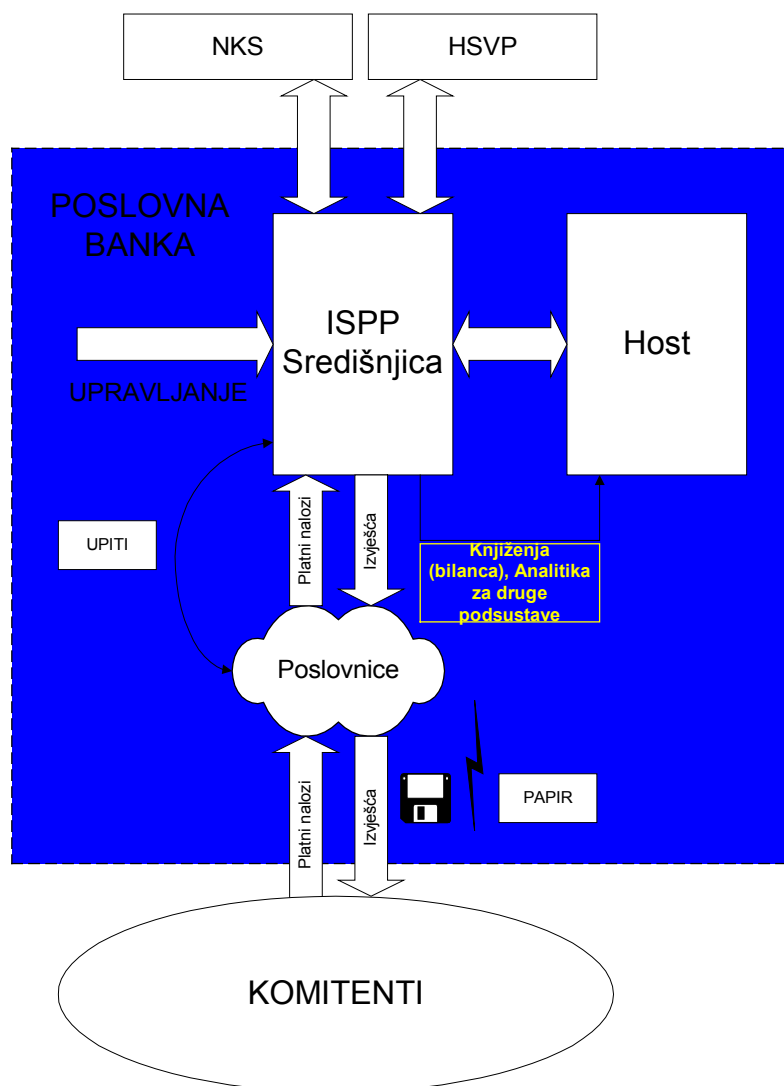 NKS
HSVP
POSLOVNA
BANKA
ISPP
Središnjica
Host
UPRAVLJANJE
UPITI
Platni nalozi
Izvješća
Knjiženja
(bilanca), Analitika
za druge
podsustave
Poslovnice
Platni nalozi
Izvješća
PAPIR
KOMITENTI